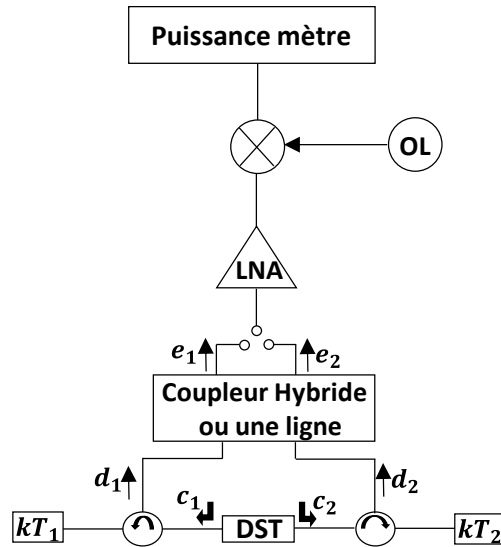 Puissance mètre
OL
LNA
e₁ e₂
Coupleur Hybride
ou une ligne
d₁ d₂
c₁ c₂
kT₁ DST kT₂